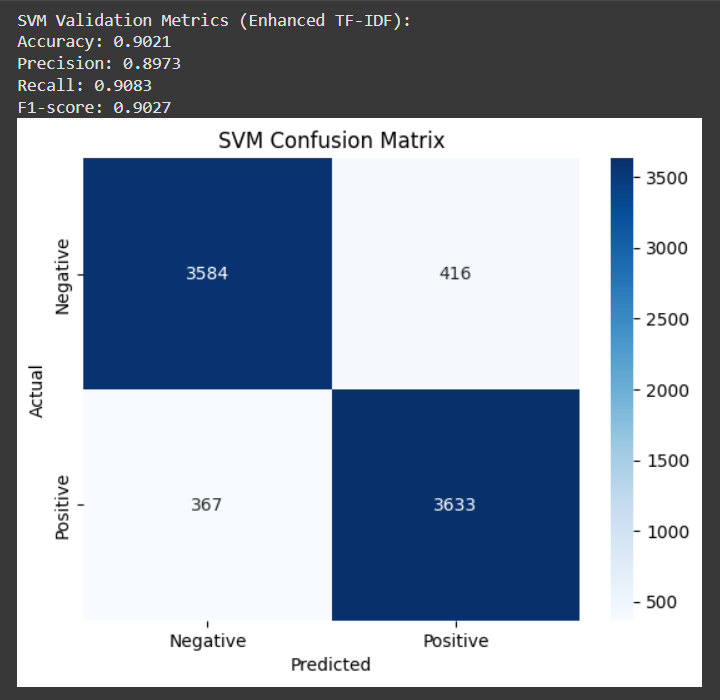 SVM Validation Metrics (Enhanced TF-IDF):
Accuracy: 0.9021
Precision: 0.8973
Recall: 0.9083
F1-score: 0.9027
SVM Confusion Matrix
Negative
3584
416
3500
3000
2500
2000
1500
1000
500
Actual
Positive
367
3633
Negative
Positive
Predicted